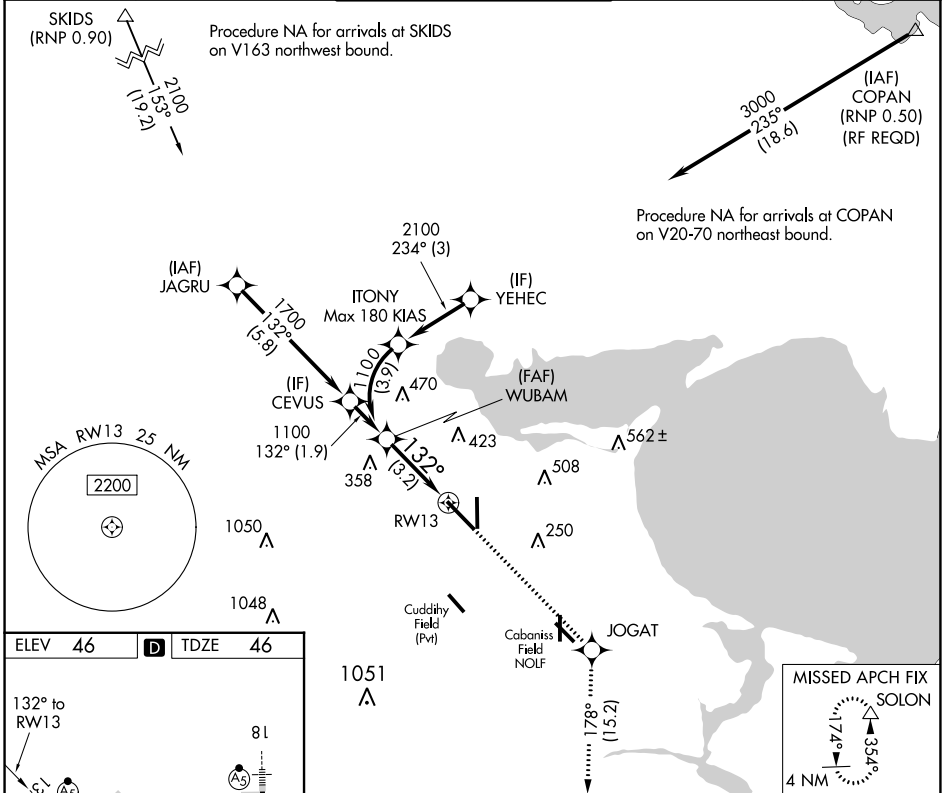 SKIDS
(RNP 0.90)
Procedure NA for arrivals at SKIDS
on V163 northwest bound.
2100
153°
(19.2)
3000
235°
(18.6)
(IAF)
COPAN
(RNP 0.50)
(RF REQD)
Procedure NA for arrivals at COPAN
on V20-70 northeast bound.
2100
234° (3)
(IAF)
JAGRU
ITONY
Max 180 KIAS
(IF)
YEHEC
1700
132°
(5.8)
1100
(3.9)
470
(IF)
CEVUS
(FAF)
WUBAM
1100
132° (1.9)
423
562 ±
132°
(3.2)
358
508
MSA RW13 25 NM
2200
RW13
1050
250
1048
Cuddihy
Field
(Pvt)
Cabaniss
Field
NOLF
JOGAT
ELEV 46
D
TDZE 46
1051
178°
(15.2)
MISSED APCH FIX
SOLON
174°
354°
4 NM
132° to
RW13
18
13
A5
A5